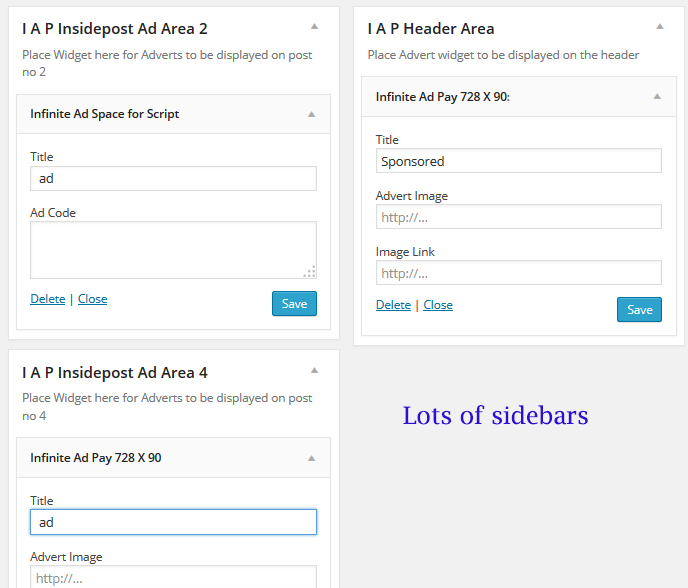 I A P Insidepost Ad Area 2
Place Widget here for Adverts to be displayed on post
no 2
Infinite Ad Space for Script
Title
ad
Ad Code
Delete | Close
Save
I A P Insidepost Ad Area 4
Place Widget here for Adverts to be displayed on post
no 4
Infinite Ad Pay 728 X 90
Title
ad
Advert Image
http://...
I A P Header Area
Place Advert widget to be displayed on the header
Infinite Ad Pay 728 X 90:
Title
Sponsored
Advert Image
http://...
Image Link
http://...
Delete | Close
Save
Lots of sidebars